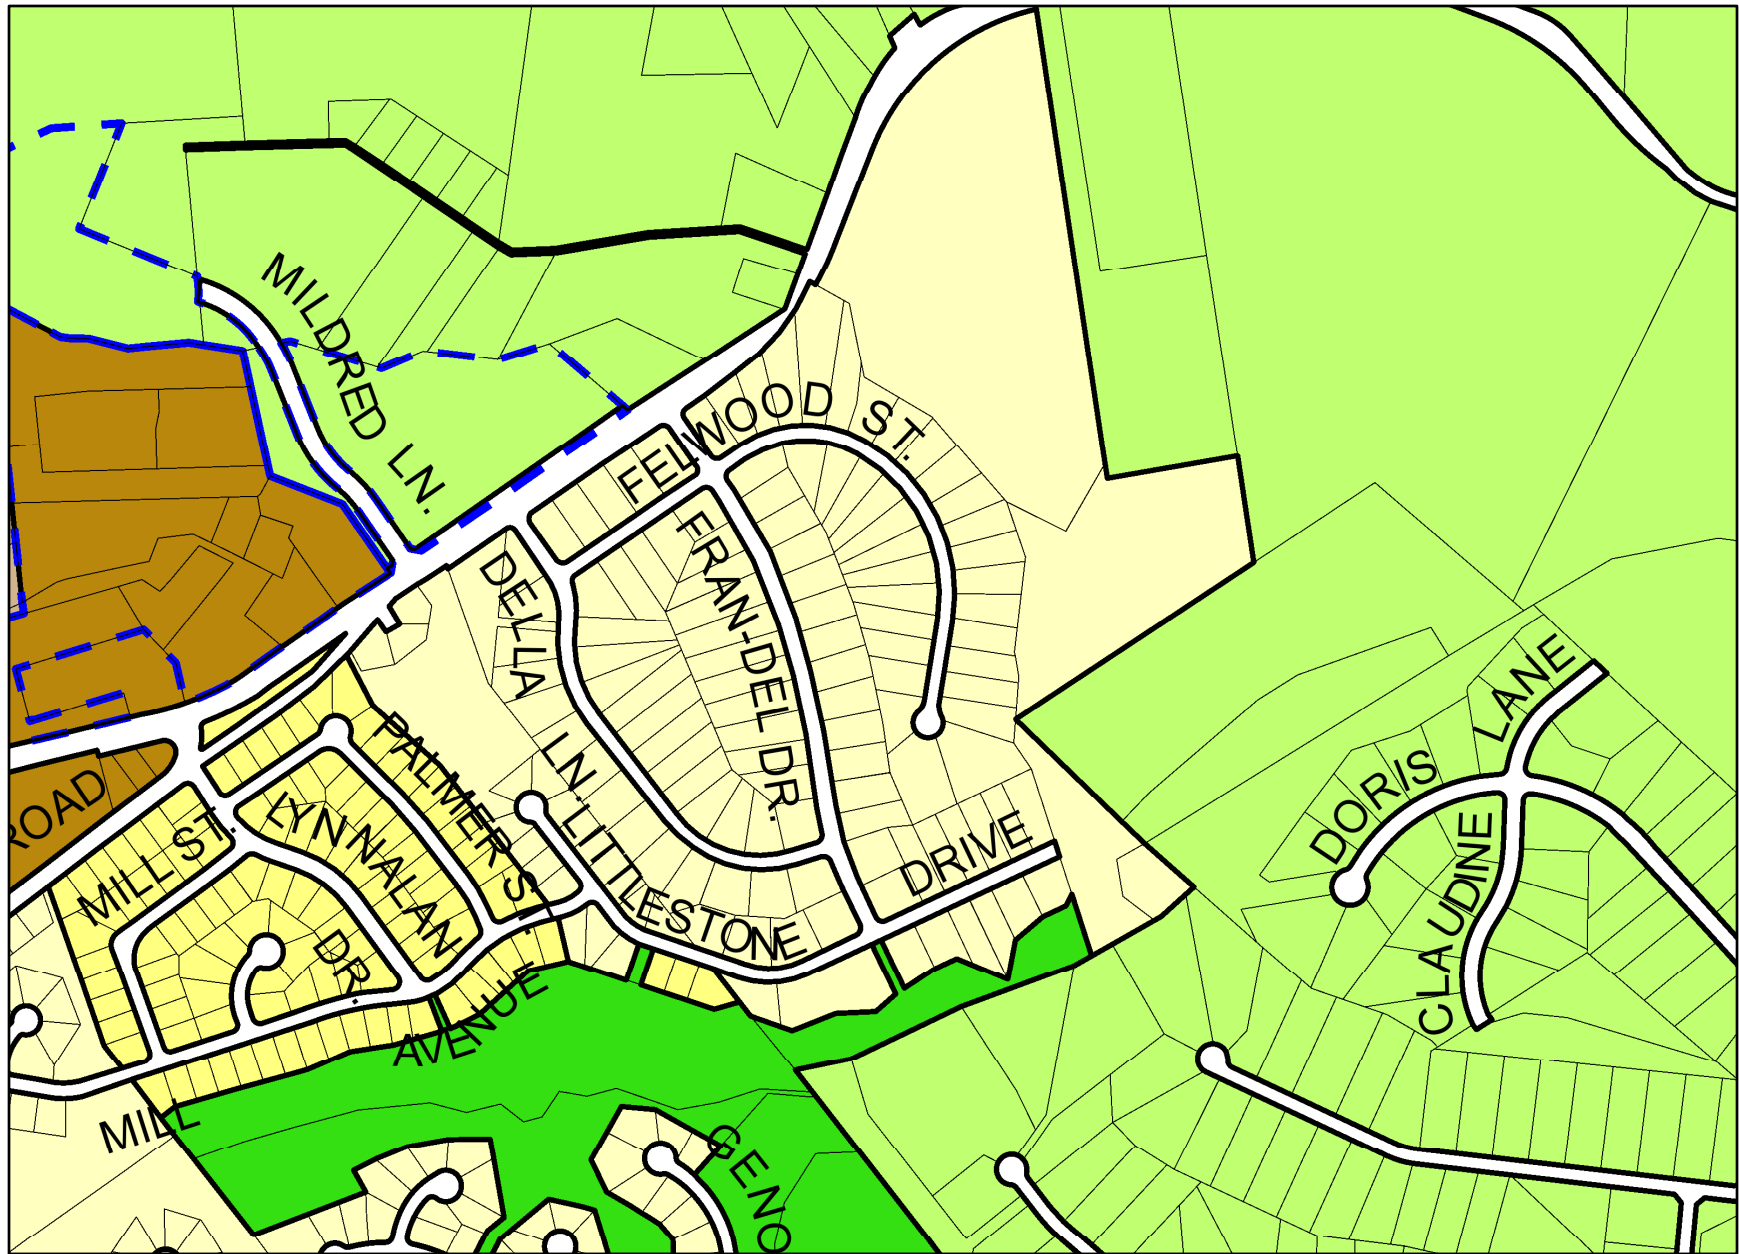 MILDRED LN.
FELWOOD ST.
FRAN-DEL DR.
DELLA LN.
LITTLESTONE DRIVE
PALMER ST.
LYNNALAN DR.
MILL ST.
ROAD
MILL AVENUE
DORIS LANE
CLAUDINE
GENO